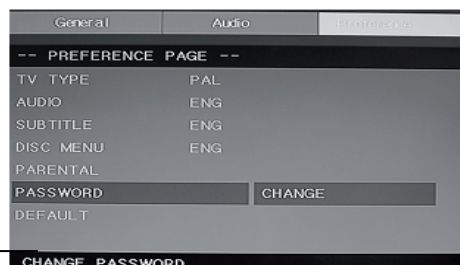 General Audio Preference
-- PREFERENCE PAGE --
TV TYPE PAL
AUDIO ENG
SUBTITLE ENG
DISC MENU ENG
PARENTAL
PASSWORD CHANGE
DEFAULT
CHANGE PASSWORD